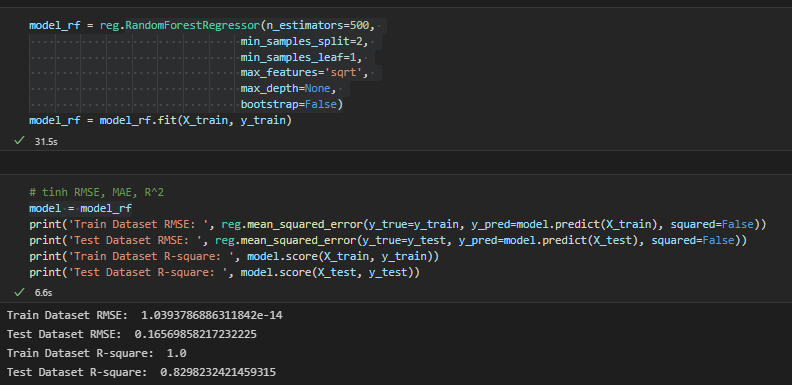 model_rf = reg.RandomForestRegressor(n_estimators=500,
min_samples_split=2,
min_samples_leaf=1,
max_features='sqrt',
max_depth=None,
bootstrap=False)
model_rf = model_rf.fit(X_train, y_train)
31.5s
# tinh RMSE, MAE, R^2
model = model_rf
print('Train Dataset RMSE: ', reg.mean_squared_error(y_true=y_train, y_pred=model.predict(X_train), squared=False))
print('Test Dataset RMSE: ', reg.mean_squared_error(y_true=y_test, y_pred=model.predict(X_test), squared=False))
print('Train Dataset R-square: ', model.score(X_train, y_train))
print('Test Dataset R-square: ', model.score(X_test, y_test))
6.6s
Train Dataset RMSE:  1.0393786886311842e-14
Test Dataset RMSE:  0.16569858217232225
Train Dataset R-square:  1.0
Test Dataset R-square:  0.8298232421459315